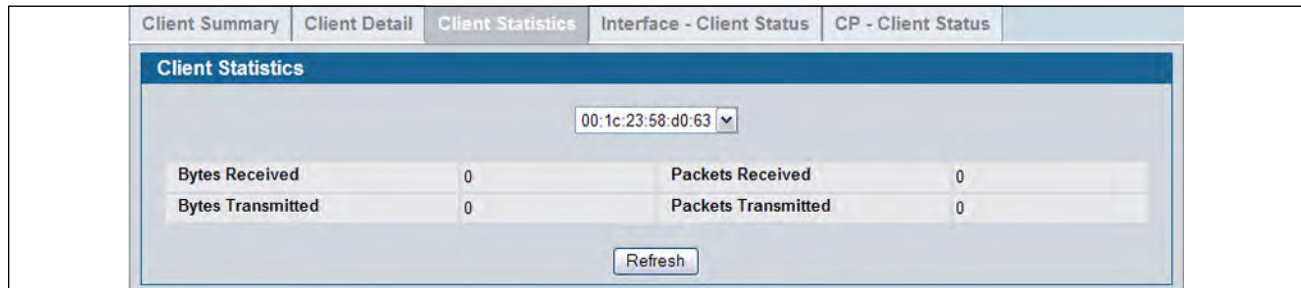 Client Summary Client Detail Client Statistics Interface - Client Status CP - Client Status
Client Statistics
00:1c:23:58:d0:63
Bytes Received 0 Packets Received 0
Bytes Transmitted 0 Packets Transmitted 0
Refresh